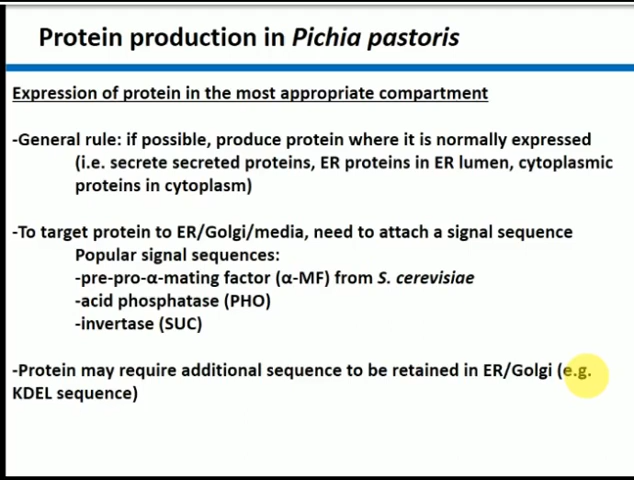 Protein production in Pichia pastoris
Expression of protein in the most appropriate compartment
-General rule: if possible, produce protein where it is normally expressed
(i.e. secrete secreted proteins, ER proteins in ER lumen, cytoplasmic
proteins in cytoplasm)
-To target protein to ER/Golgi/media, need to attach a signal sequence
Popular signal sequences:
-pre-pro-α-mating factor (α-MF) from S. cerevisiae
-acid phosphatase (PHO)
-invertase (SUC)
-Protein may require additional sequence to be retained in ER/Golgi (e.g.
KDEL sequence)